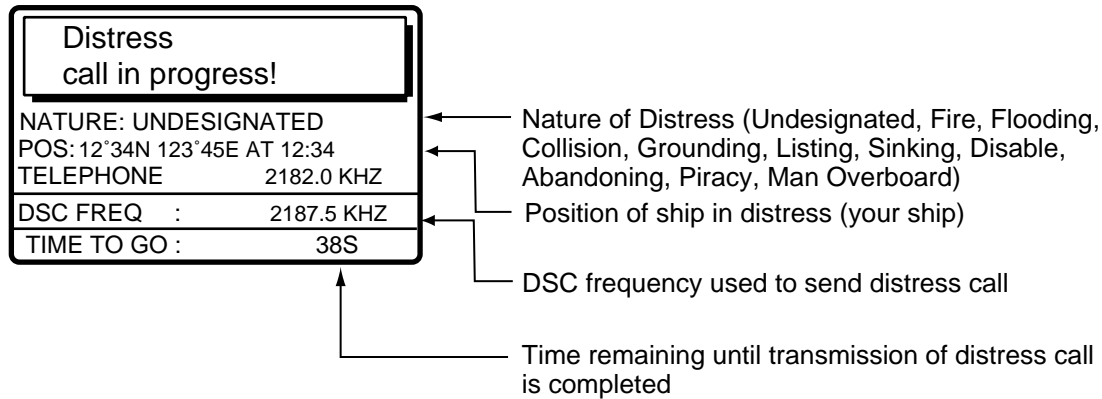 Distress
call in progress!
NATURE: UNDESIGNATED
POS: 12˚34N 123˚45E AT 12:34
TELEPHONE 2182.0 KHZ
DSC FREQ : 2187.5 KHZ
TIME TO GO : 38S
Nature of Distress (Undesignated, Fire, Flooding,
Collision, Grounding, Listing, Sinking, Disable,
Abandoning, Piracy, Man Overboard)
Position of ship in distress (your ship)
DSC frequency used to send distress call
Time remaining until transmission of distress call
is completed